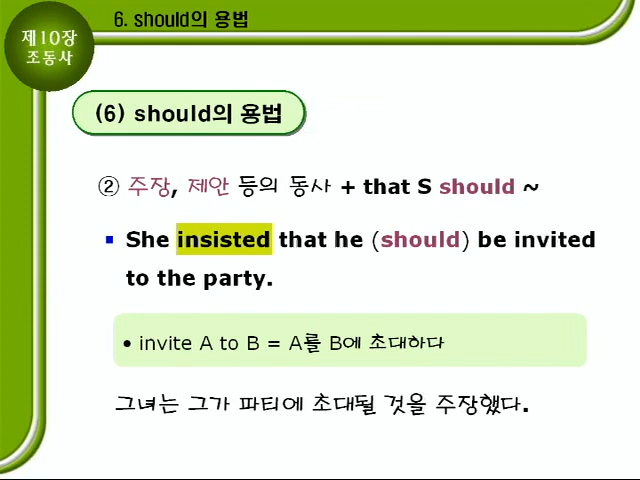 6. should의 용법
제10장
조동사
(6) should의 용법
② 주장, 제안 등의 동사 + that S should ~
She insisted that he (should) be invited
to the party.
• invite A to B = A를 B에 초대하다
그녀는 그가 파티에 초대될 것을 주장했다.